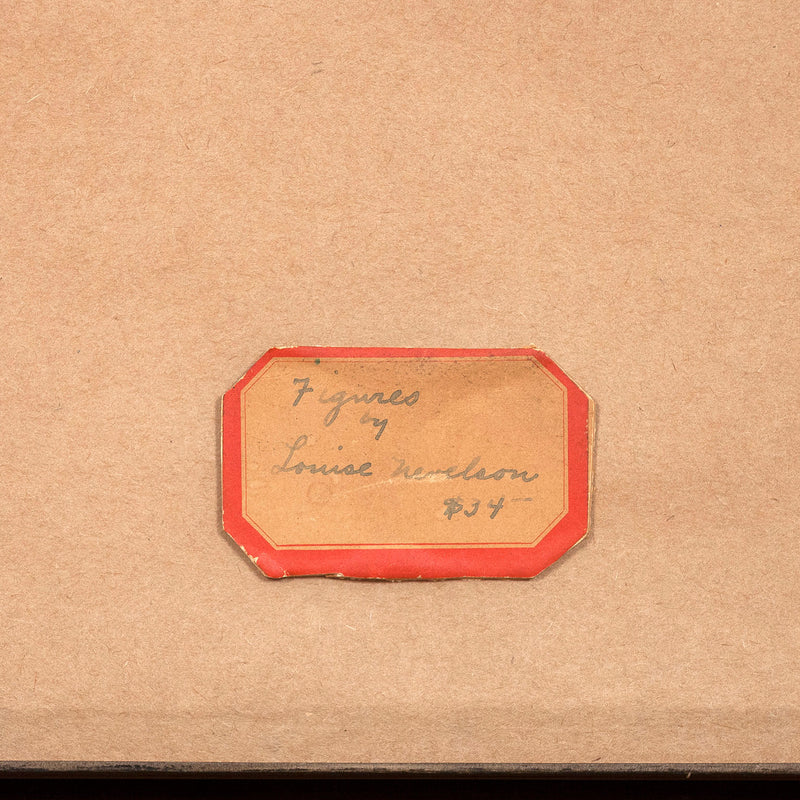 Figures
by
Louise Nevelson
$34-